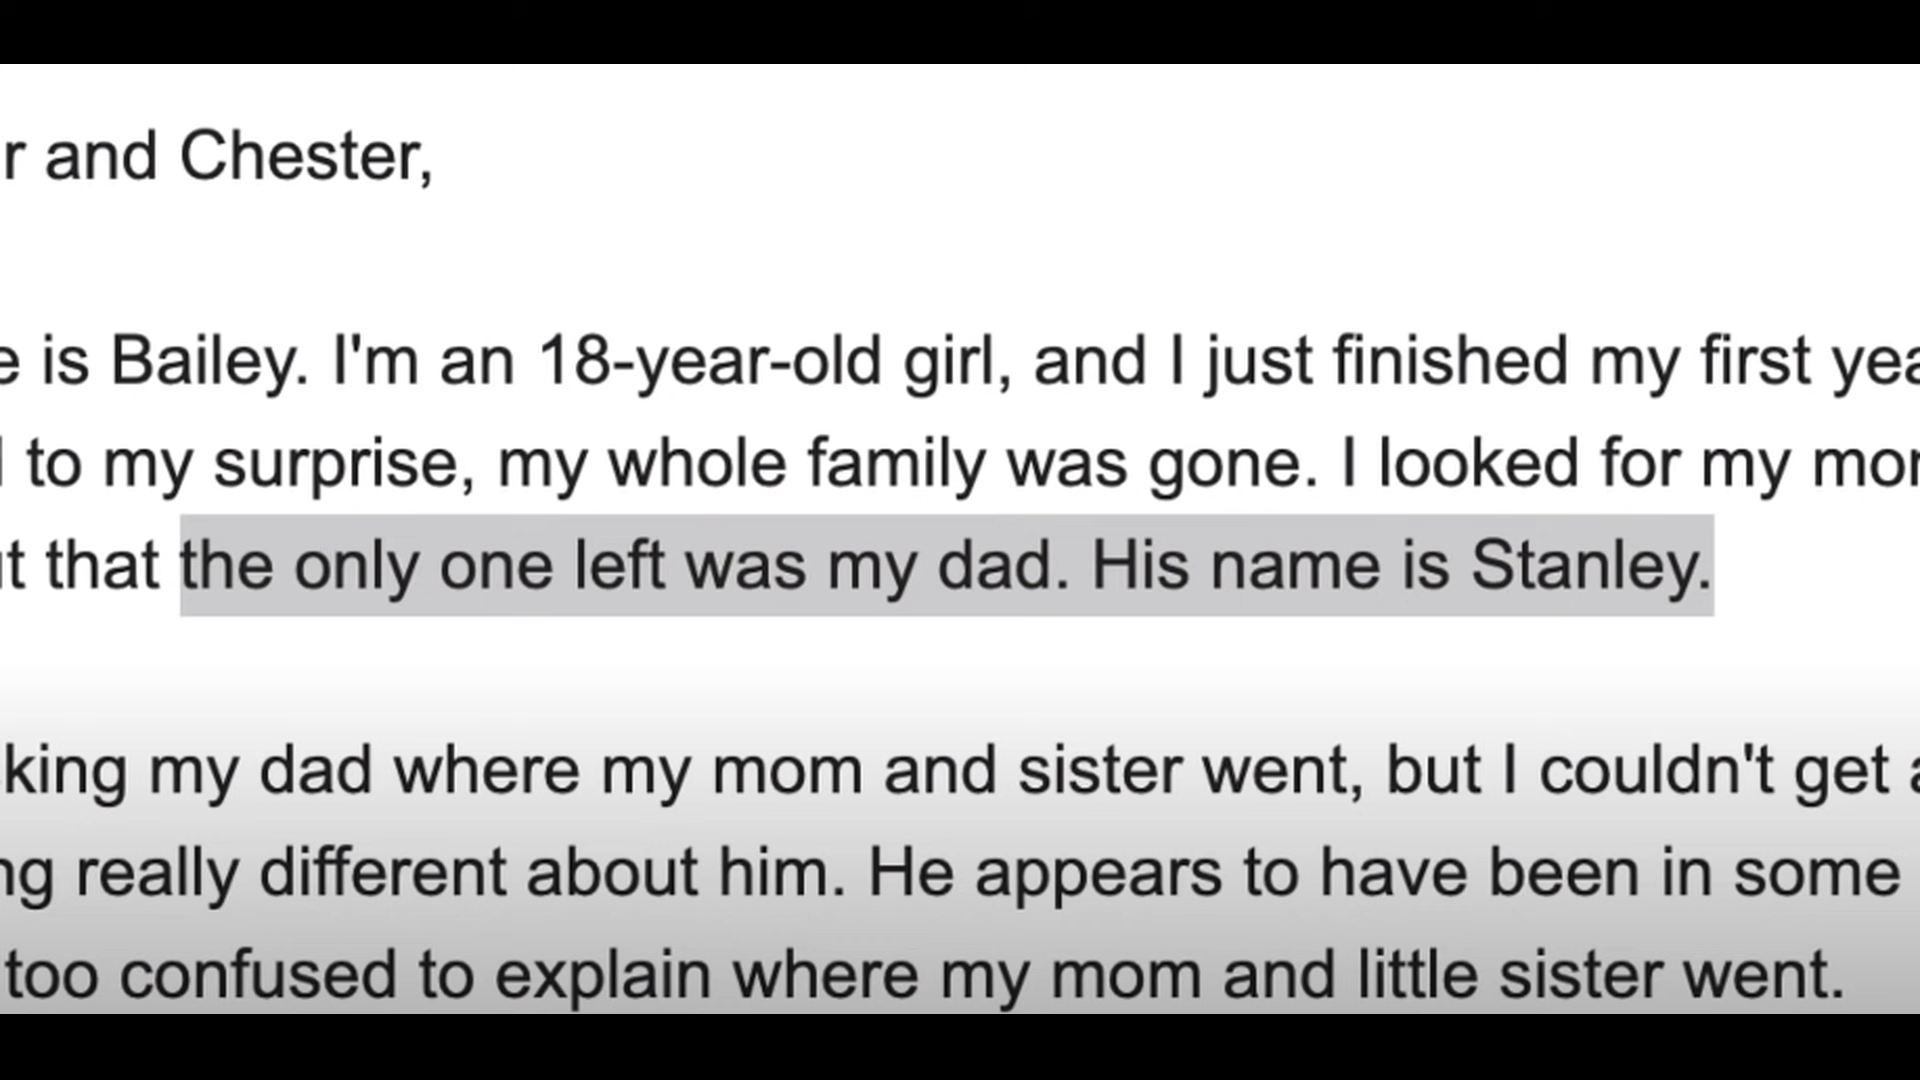 r and Chester,
e is Bailey. I'm an 18-year-old girl, and I just finished my first yea
to my surprise, my whole family was gone. I looked for my mor
t that the only one left was my dad. His name is Stanley.
king my dad where my mom and sister went, but I couldn't get a
ng really different about him. He appears to have been in some
too confused to explain where my mom and little sister went.